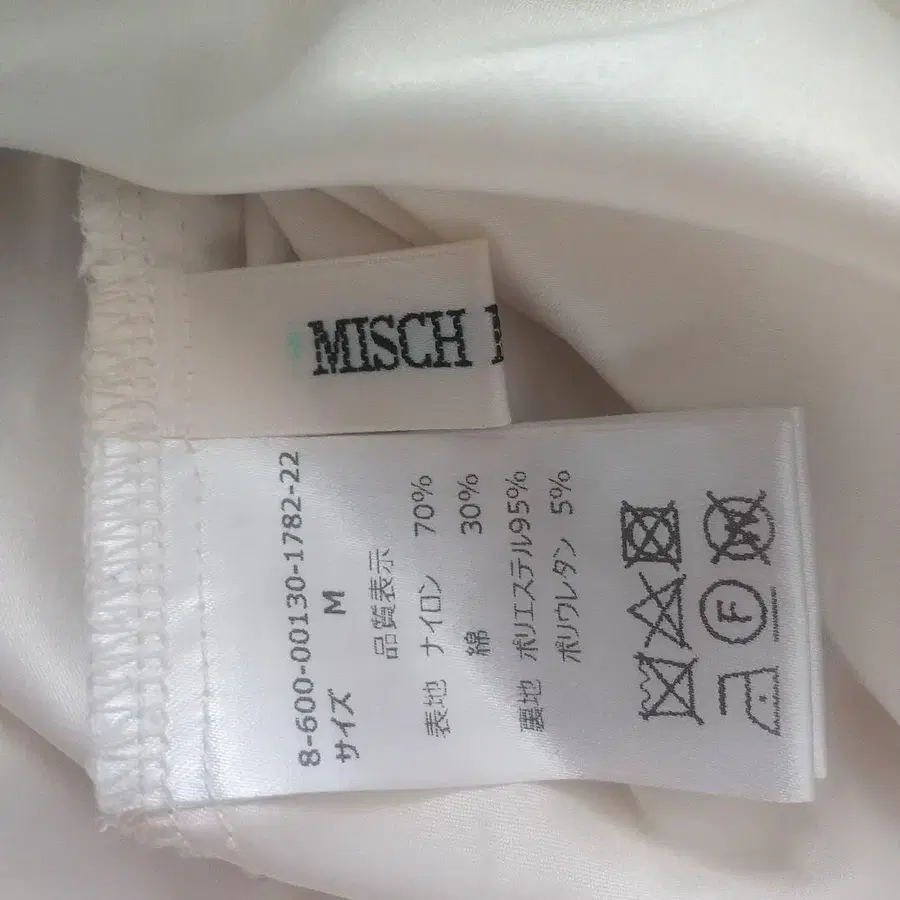 MISCH
8-600-00130-1782-22
サイズ M
品質表示
表地 ナイロン 70%
綿 30%
裏地 ポリエステル95%
ポリウレタン 5%
W
F